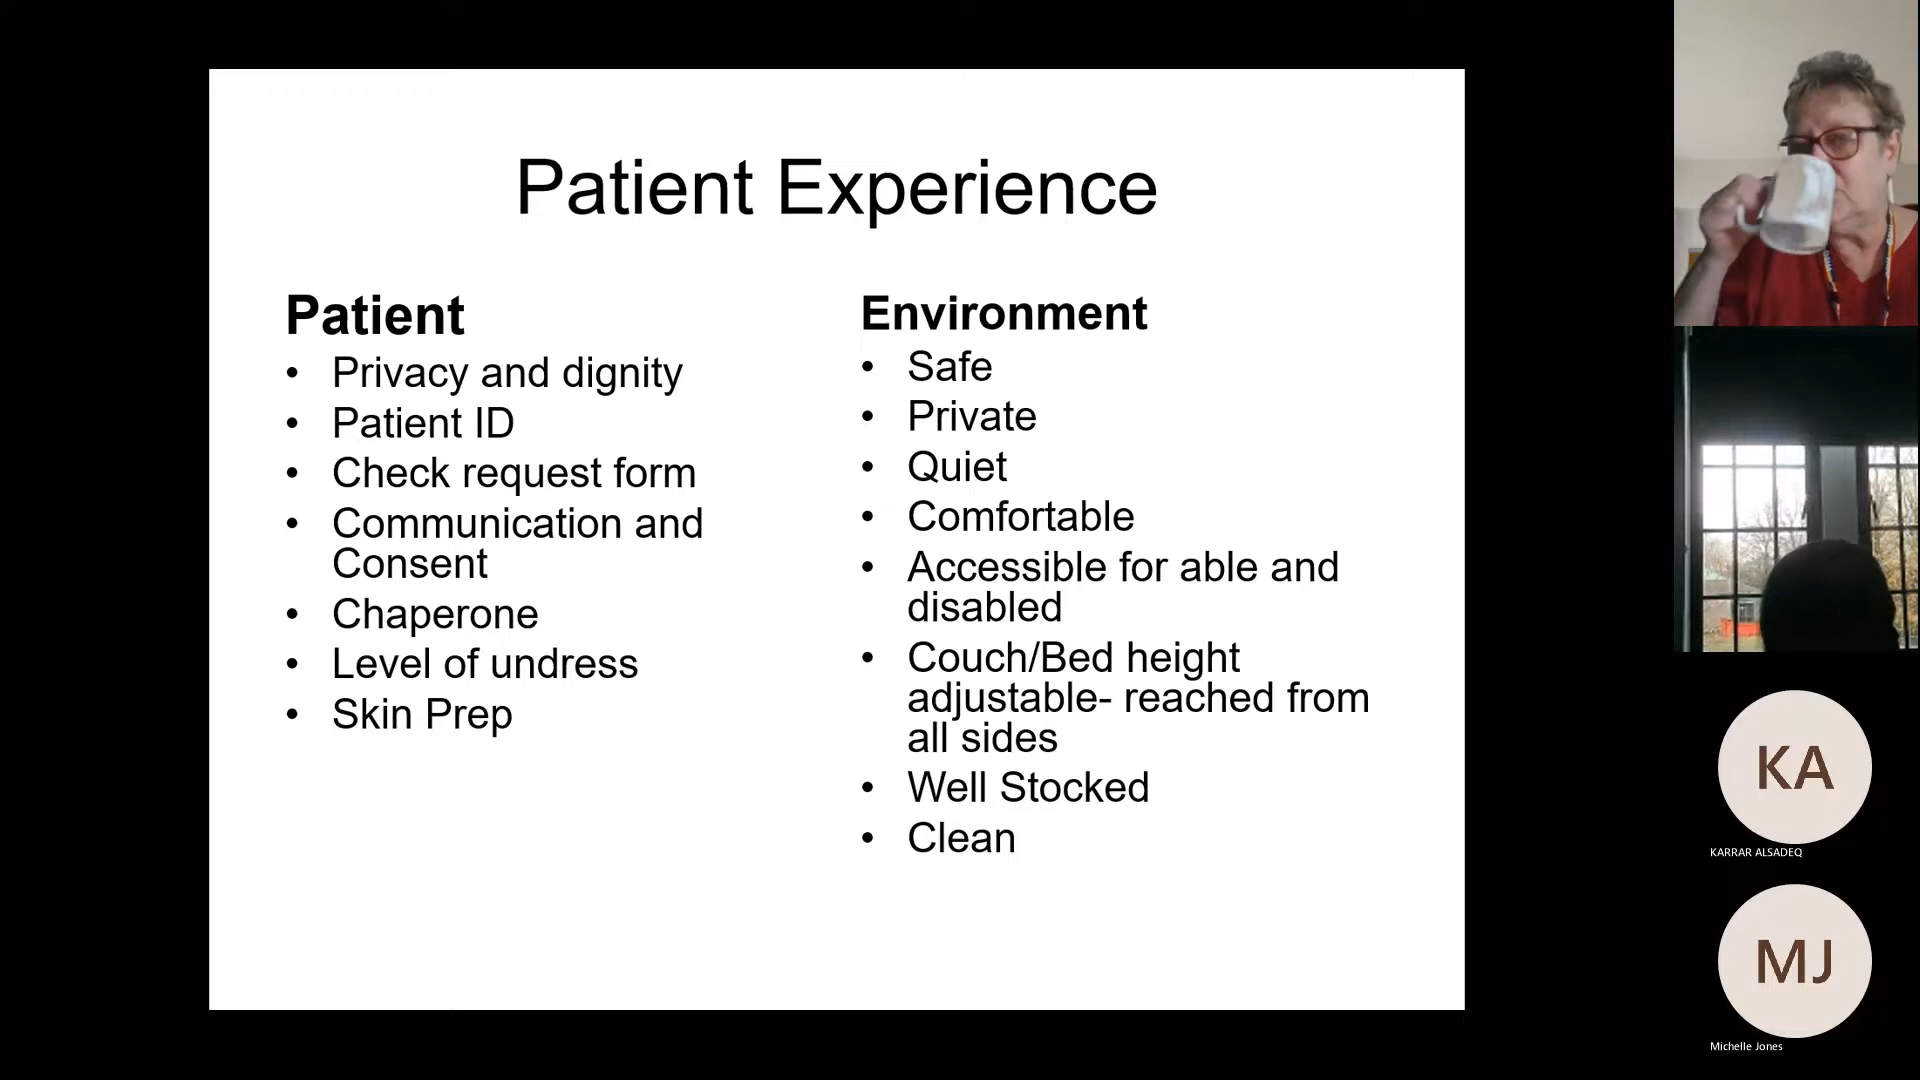 Patient Experience
Patient
• Privacy and dignity
• Patient ID
• Check request form
• Communication and
Consent
• Chaperone
• Level of undress
• Skin Prep
Environment
• Safe
• Private
• Quiet
• Comfortable
• Accessible for able and
disabled
• Couch/Bed height
adjustable- reached from
all sides
• Well Stocked
• Clean
KA
KARRAR ALSADEQ
MJ
Michelle Jones